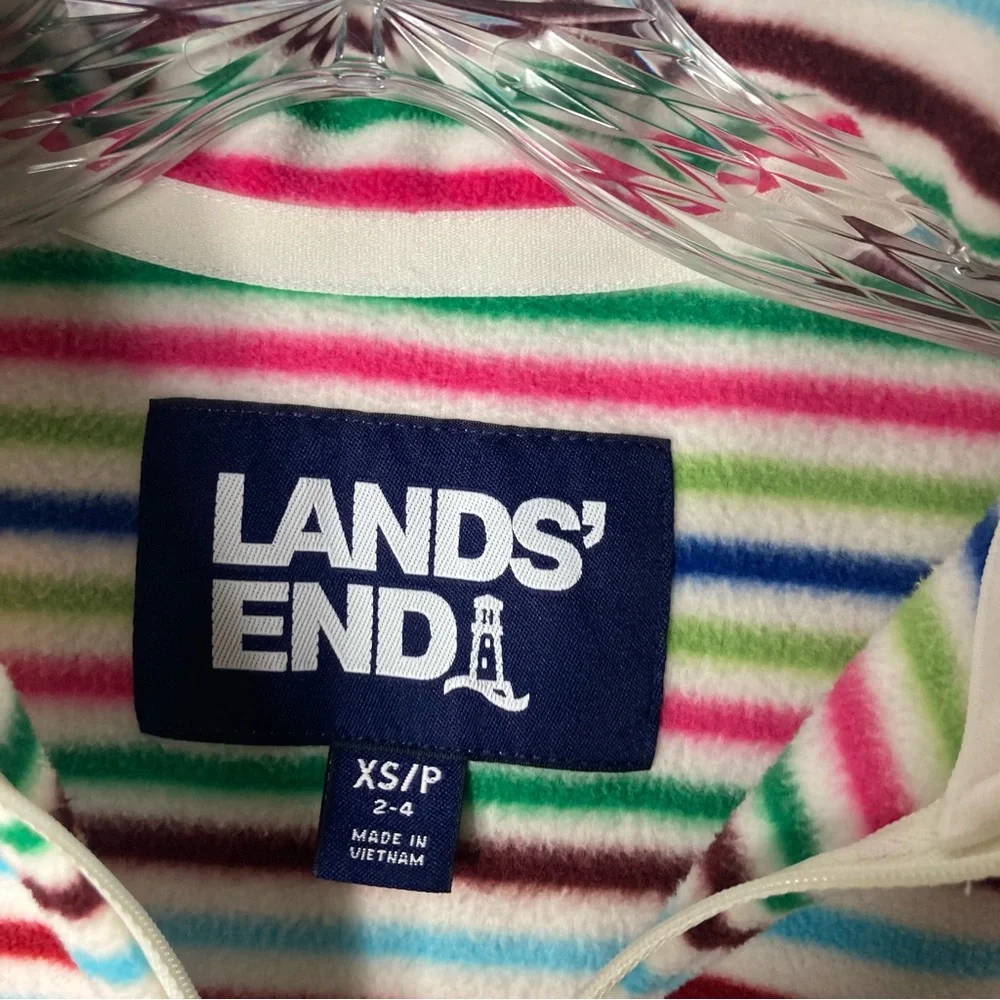 LANDS'
END
XS/P
2-4
MADE IN
VIETNAM